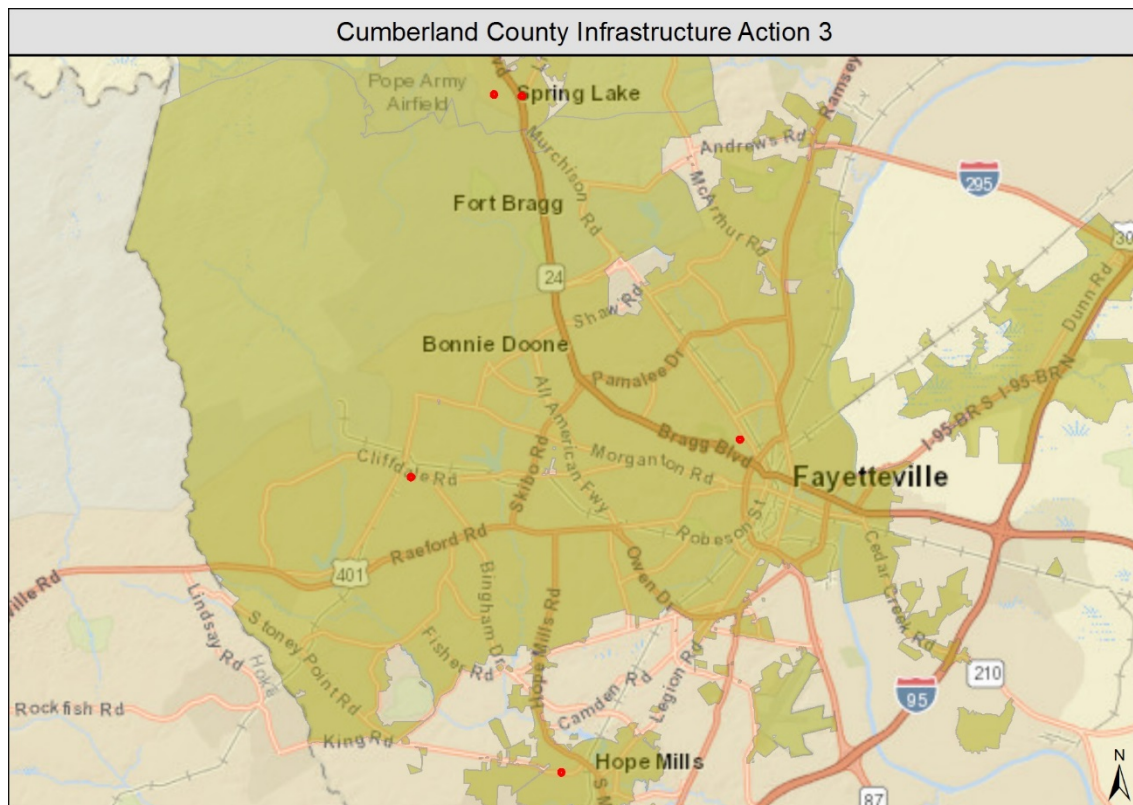 Cumberland County Infrastructure Action 3
Pope Army
Airfield
Spring Lake
Ramsey
Andrews Rd
Murchison Rd
McArthur Rd
295
Fort Bragg
30
Dunn Rd
24
Shaw Rd
Bonnie Doone
Pamalee Dr
I-95-BR S I-95-BR N
All American Fwy
Bragg Blvd
Morganton Rd
Cliffdale Rd
Skibo Rd
Fayetteville
Robeson St
Raeford Rd
401
Owen Dr
Cedar Creek Rd
ville Rd
Lindsay Rd
Bingham Dr
Hope Mills Rd
Stoney Point Rd
Hoke
Fisher Rd
Camden Rd
Legion Rd
210
95
Rockfish Rd
King Rd
Hope Mills
S M
87
N